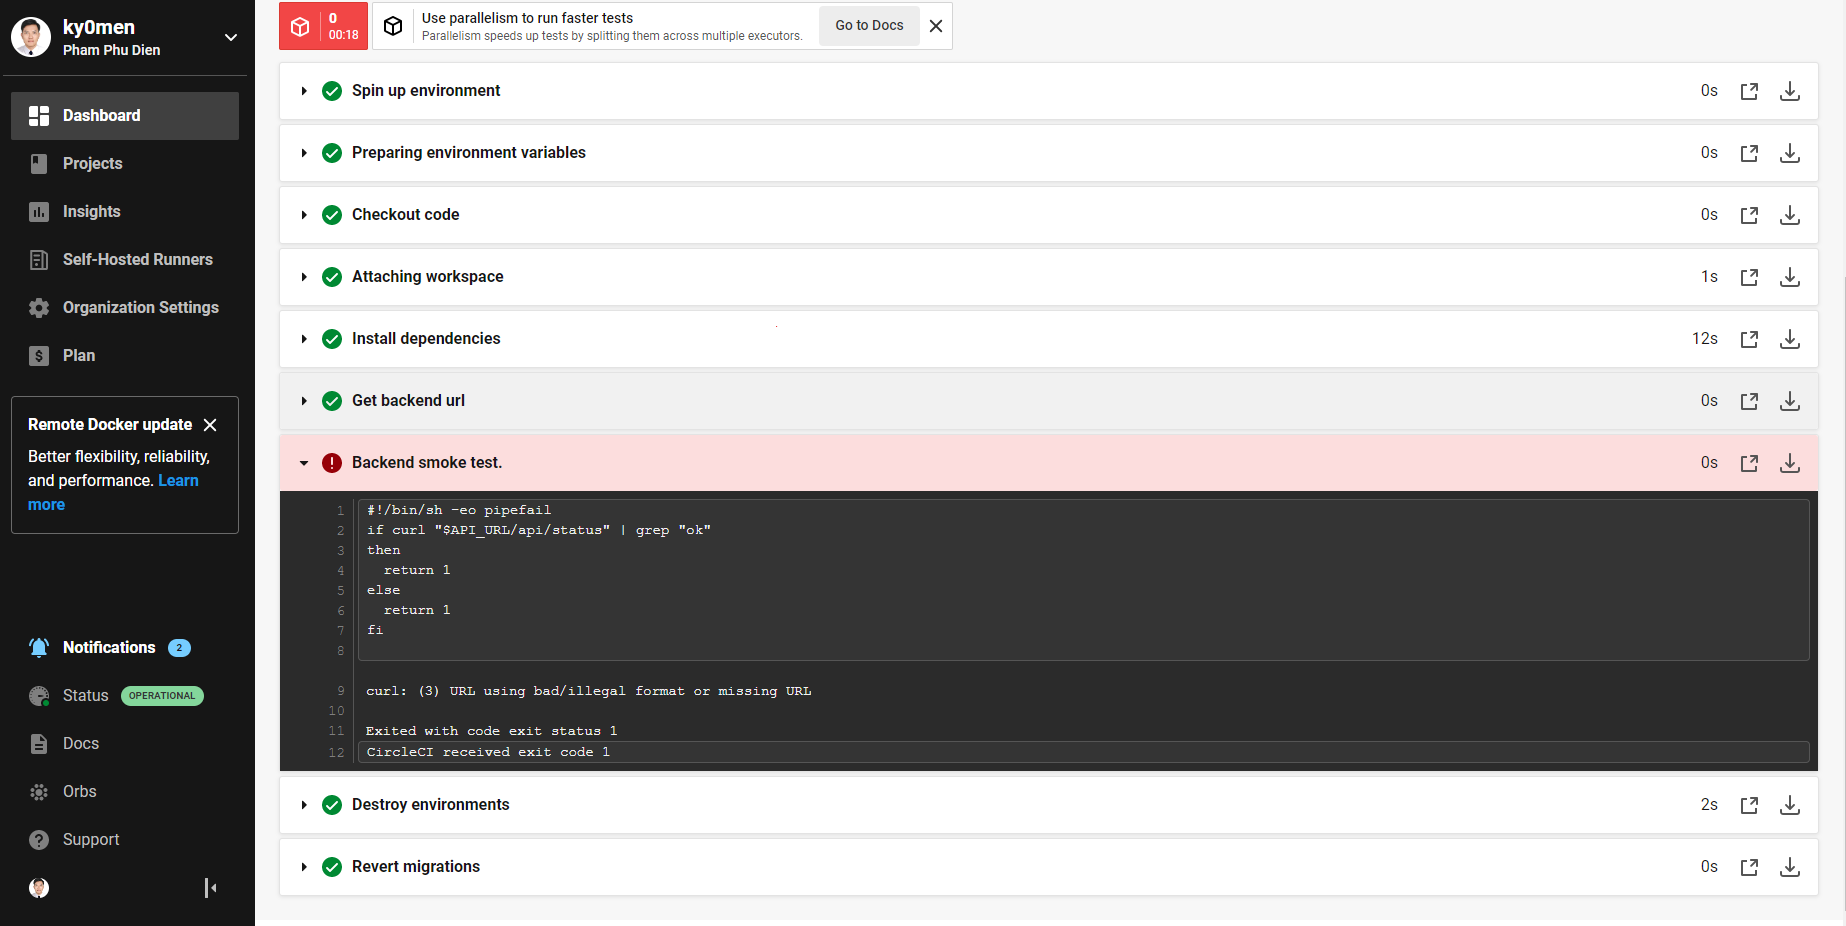 ky0men
Pham Phu Dien
Dashboard
Projects
Insights
Self-Hosted Runners
Organization Settings
Plan
Remote Docker update
Better flexibility, reliability,
and performance. Learn
more
Notifications 2
Status OPERATIONAL
Docs
Orbs
Support
0
00:18
Use parallelism to run faster tests
Parallelism speeds up tests by splitting them across multiple executors.
Go to Docs
Spin up environment 0s
Preparing environment variables 0s
Checkout code 0s
Attaching workspace 1s
Install dependencies 12s
Get backend url 0s
Backend smoke test. 0s
1 #!/bin/sh -eo pipefail
2 if curl "$API_URL/api/status" | grep "ok"
3 then
4 return 1
5 else
6 return 1
7 fi
8
9 curl: (3) URL using bad/illegal format or missing URL
10
11 Exited with code exit status 1
12 CircleCI received exit code 1
Destroy environments 2s
Revert migrations 0s